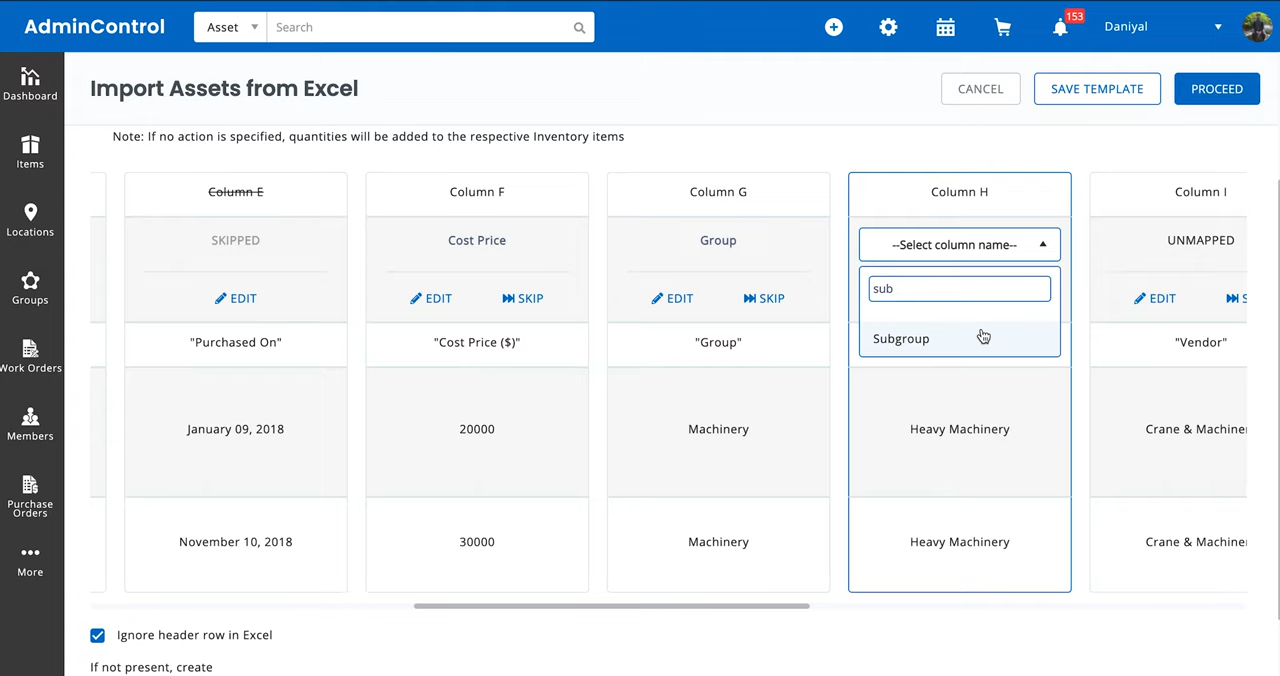 AdminControl
Asset
Search
153
Daniyal
Dashboard
Items
Locations
Groups
Work Orders
Members
Purchase Orders
More
Import Assets from Excel
CANCEL
SAVE TEMPLATE
PROCEED
Note: If no action is specified, quantities will be added to the respective Inventory items
Column E
SKIPPED
EDIT
"Purchased On"
January 09, 2018
November 10, 2018
Column F
Cost Price
EDIT
SKIP
"Cost Price ($)"
20000
30000
Column G
Group
EDIT
SKIP
"Group"
Machinery
Machinery
Column H
--Select column name--
sub
Subgroup
Heavy Machinery
Heavy Machinery
Column I
UNMAPPED
EDIT
S
"Vendor"
Crane & Machiner
Crane & Machiner
Ignore header row in Excel
If not present, create